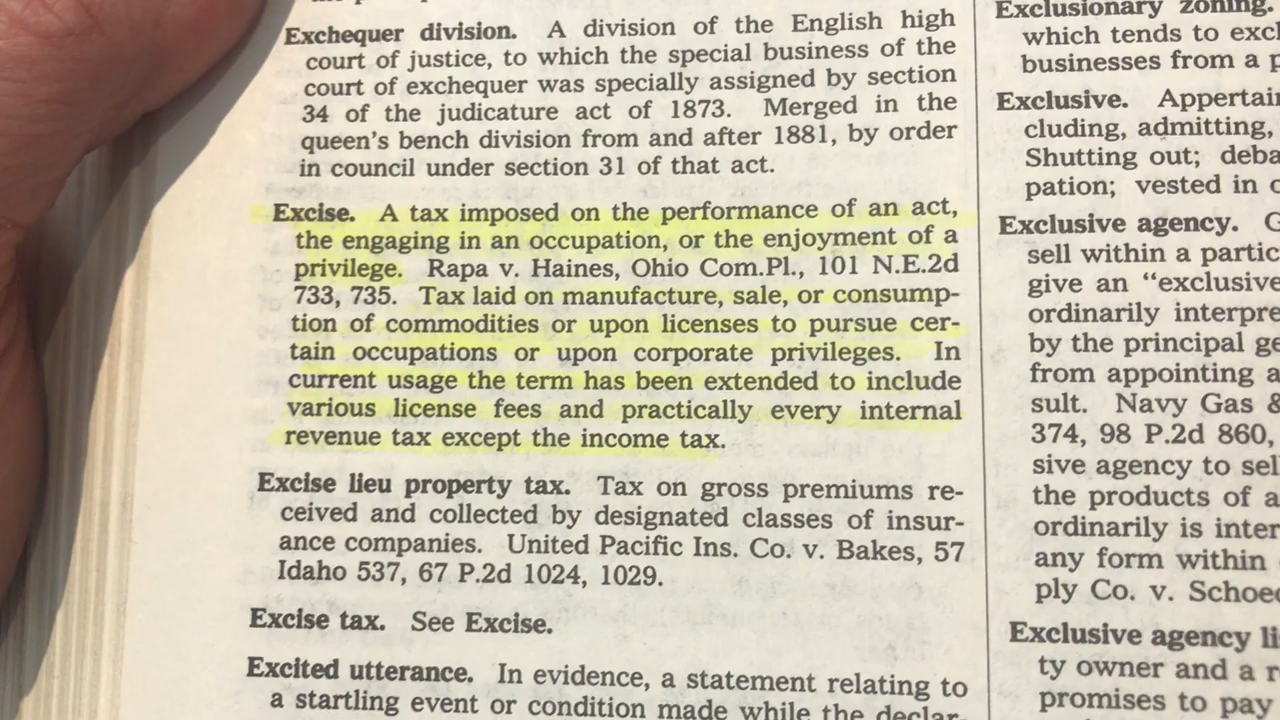 Exchequer division. A division of the English high
court of justice, to which the special business of the
court of exchequer was specially assigned by section
34 of the judicature act of 1873. Merged in the
queen's bench division from and after 1881, by order
in council under section 31 of that act.
Excise. A tax imposed on the performance of an act,
the engaging in an occupation, or the enjoyment of a
privilege. Rapa v. Haines, Ohio Com.Pl., 101 N.E.2d
733, 735. Tax laid on manufacture, sale, or consump-
tion of commodities or upon licenses to pursue cer-
tain occupations or upon corporate privileges. In
current usage the term has been extended to include
various license fees and practically every internal
revenue tax except the income tax.
Excise lieu property tax. Tax on gross premiums re-
ceived and collected by designated classes of insur-
ance companies. United Pacific Ins. Co. v. Bakes, 57
Idaho 537, 67 P.2d 1024, 1029.
Excise tax. See Excise.
Excited utterance. In evidence, a statement relating to
a startling event or condition made while the declar-
Exclusionary zoning.
which tends to excl
businesses from a p
Exclusive. Appertain
cluding, admitting,
Shutting out; deba
pation; vested in o
Exclusive agency. G
sell within a partic
give an "exclusive
ordinarily interpre
by the principal ge
from appointing a
sult. Navy Gas &
374, 98 P.2d 860,
sive agency to sell
the products of a
ordinarily is inter
any form within
ply Co. v. Schoed
Exclusive agency li
ty owner and a r
promises to pay